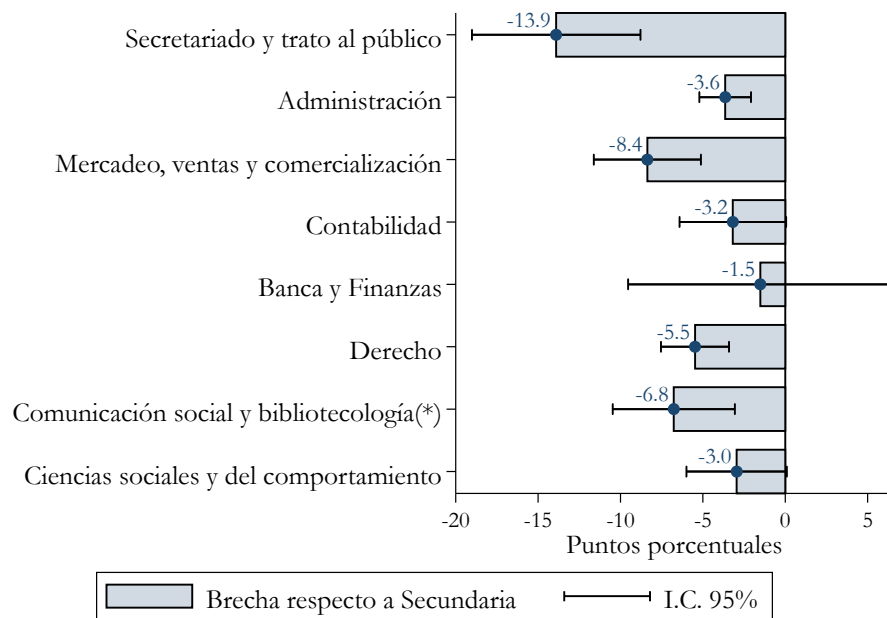 Secretariado y trato al público
-13.9
Administración
-3.6
Mercadeo, ventas y comercialización
-8.4
Contabilidad
-3.2
Banca y Finanzas
-1.5
Derecho
-5.5
Comunicación social y bibliotecología(*)
-6.8
Ciencias sociales y del comportamiento
-3.0
-20 -15 -10 -5 0 5
Puntos porcentuales
Brecha respecto a Secundaria I.C. 95%